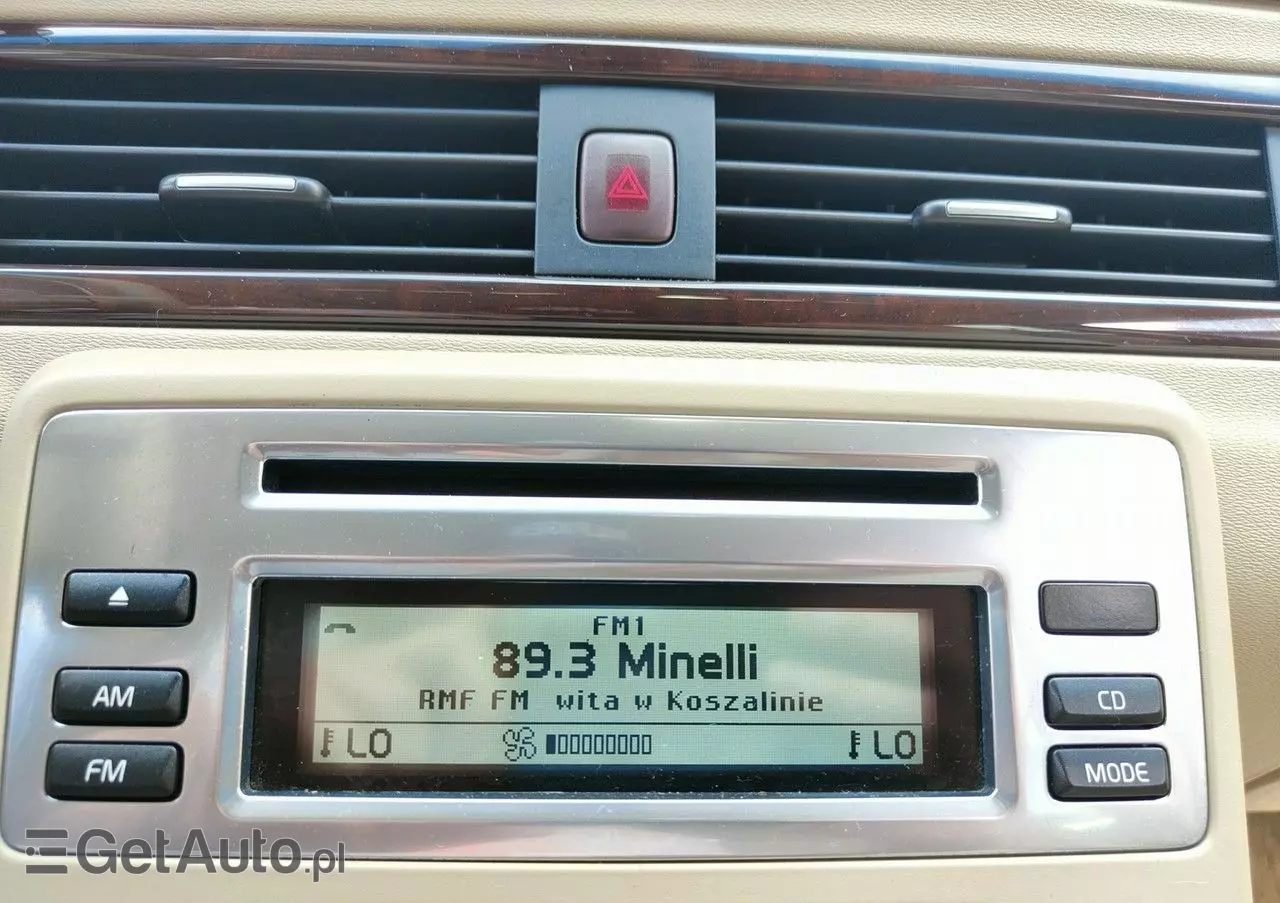 FM1
89.3 Minelli
RMF FM wita w Koszalinie
LO LO
AM
FM
CD
MODE
GetAuto.pl